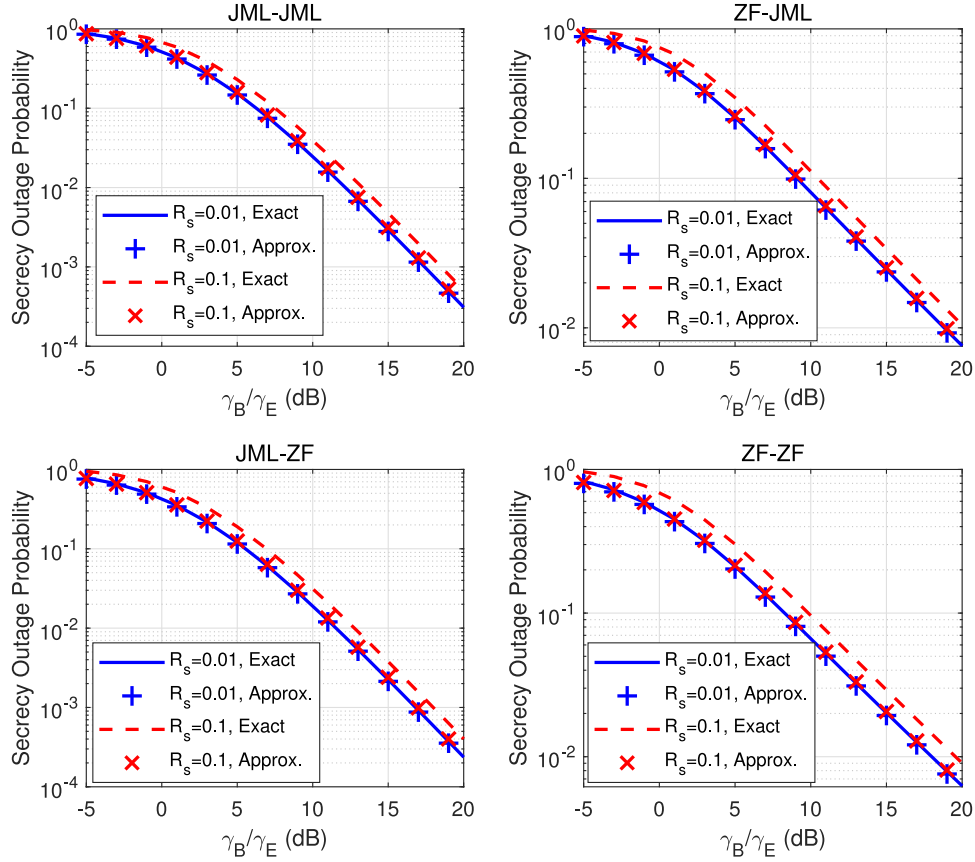 JML-JML
Secrecy Outage Probability
10^0
10^-1
10^-2
10^-3
10^-4
R_s=0.01, Exact
R_s=0.01, Approx.
R_s=0.1, Exact
R_s=0.1, Approx.
-5 0 5 10 15 20
γ_B/γ_E (dB)
ZF-JML
Secrecy Outage Probability
10^0
10^-1
10^-2
R_s=0.01, Exact
R_s=0.01, Approx.
R_s=0.1, Exact
R_s=0.1, Approx.
-5 0 5 10 15 20
γ_B/γ_E (dB)
JML-ZF
Secrecy Outage Probability
10^0
10^-1
10^-2
10^-3
10^-4
R_s=0.01, Exact
R_s=0.01, Approx.
R_s=0.1, Exact
R_s=0.1, Approx.
-5 0 5 10 15 20
γ_B/γ_E (dB)
ZF-ZF
Secrecy Outage Probability
10^0
10^-1
10^-2
R_s=0.01, Exact
R_s=0.01, Approx.
R_s=0.1, Exact
R_s=0.1, Approx.
-5 0 5 10 15 20
γ_B/γ_E (dB)